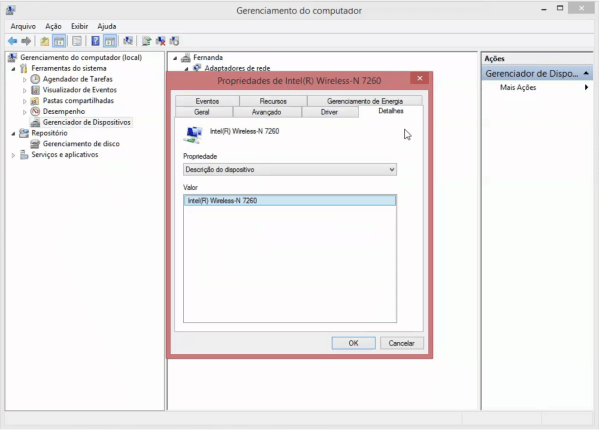 Gerenciamento do computador
Arquivo Ação Exibir Ajuda
Gerenciamento do computador (local)
Ferramentas do sistema
Agendador de Tarefas
Visualizador de Eventos
Pastas compartilhadas
Desempenho
Gerenciador de Dispositivos
Repositório
Gerenciamento de disco
Serviços e aplicativos
Fernanda
Adaptadores de rede
Propriedades de Intel(R) Wireless-N 7260
Eventos Recursos Gerenciamento de Energia
Geral Avançado Driver Detalhes
Intel(R) Wireless-N 7260
Propriedade
Descrição do dispositivo
Valor
Intel(R) Wireless-N 7260
OK Cancelar
Ações
Gerenciador de Dispo...
Mais Ações